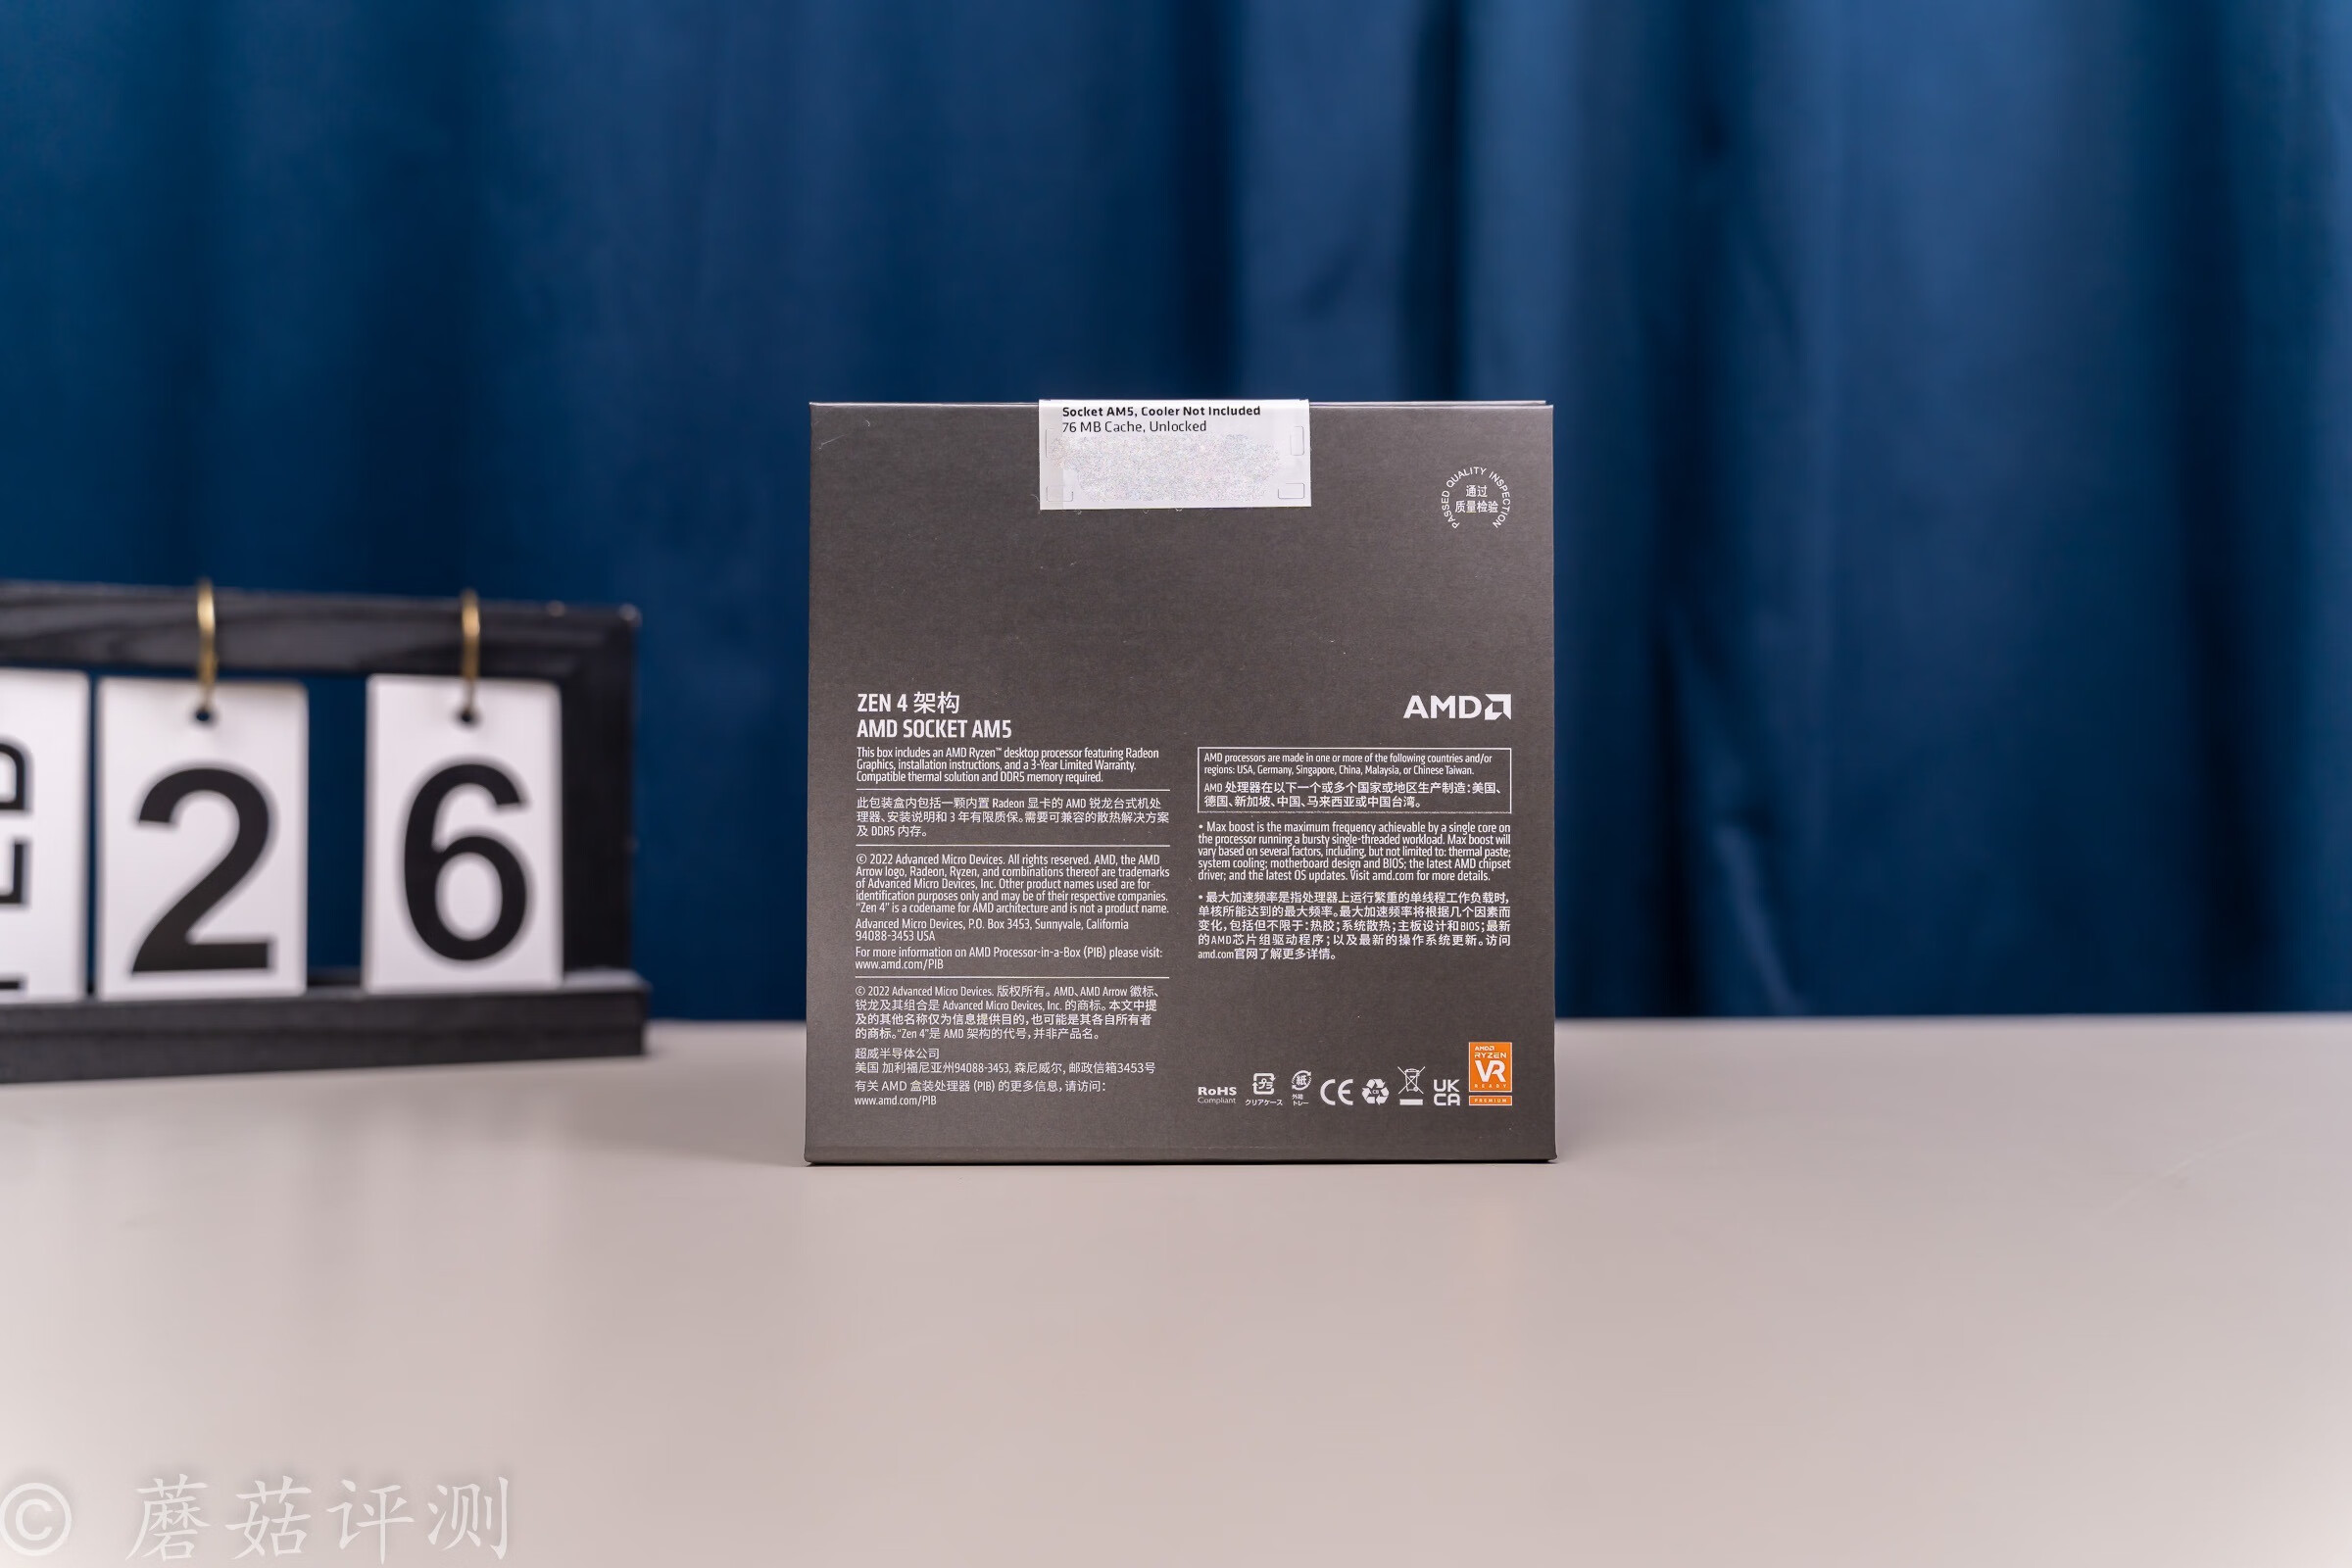 Socket AM5, Cooler Not Included
76 MB Cache, Unlocked
PASSED QUALITY INSPECTION
通过
质量检验
ZEN 4 架构
AMD SOCKET AM5
This box includes an AMD Ryzen™ desktop processor featuring Radeon
Graphics, installation instructions, and a 3-Year Limited Warranty.
Compatible thermal solution and DDR5 memory required.
此包装盒内包括一颗内置 Radeon 显卡的 AMD 锐龙台式机处
理器、安装说明和 3 年有限质保。需要可兼容的散热解决方案
及 DDR5 内存。
© 2022 Advanced Micro Devices. All rights reserved. AMD, the AMD
Arrow logo, Radeon, Ryzen, and combinations thereof are trademarks
of Advanced Micro Devices, Inc. Other product names used are for
identification purposes only and may be of their respective companies.
"Zen 4" is a codename for AMD architecture and is not a product name.
Advanced Micro Devices, P.O. Box 3453, Sunnyvale, California
94088-3453 USA
For more information on AMD Processor-in-a-Box (PIB) please visit:
www.amd.com/PIB
© 2022 Advanced Micro Devices. 版权所有。AMD、AMD Arrow 徽标、
锐龙及其组合是 Advanced Micro Devices, Inc. 的商标。本文中提
及的其他名称仅为信息提供目的，也可能是其各自所有者
的商标。“Zen 4”是 AMD 架构的代号，并非产品名。
超威半导体公司
美国 加利福尼亚州94088-3453, 森尼威尔, 邮政信箱3453号
有关 AMD 盒装处理器 (PIB) 的更多信息，请访问：
www.amd.com/PIB
AMD
AMD processors are made in one or more of the following countries and/or
regions: USA, Germany, Singapore, China, Malaysia, or Chinese Taiwan.
AMD 处理器在以下一个或多个国家或地区生产制造：美国、
德国、新加坡、中国、马来西亚或中国台湾。
• Max boost is the maximum frequency achievable by a single core on
the processor running a bursty single-threaded workload. Max boost will
vary based on several factors, including, but not limited to: thermal paste;
system cooling; motherboard design and BIOS; the latest AMD chipset
driver; and the latest OS updates. Visit amd.com for more details.
• 最大加速频率是指处理器上运行繁重的单线程工作负载时，
单核所能达到的最大频率。最大加速频率将根据几个因素而
变化，包括但不限于：热胶；系统散热；主板设计和BIOS；最新
的AMD芯片组驱动程序；以及最新的操作系统更新。访问
amd.com官网了解更多详情。
RoHS
Compliant
プラ
クリアケース
紙
外箱
トレー
CE
UK
CA
AMD
RYZEN
VR
READY
PREMIUM
2 6
© 蘑菇评测